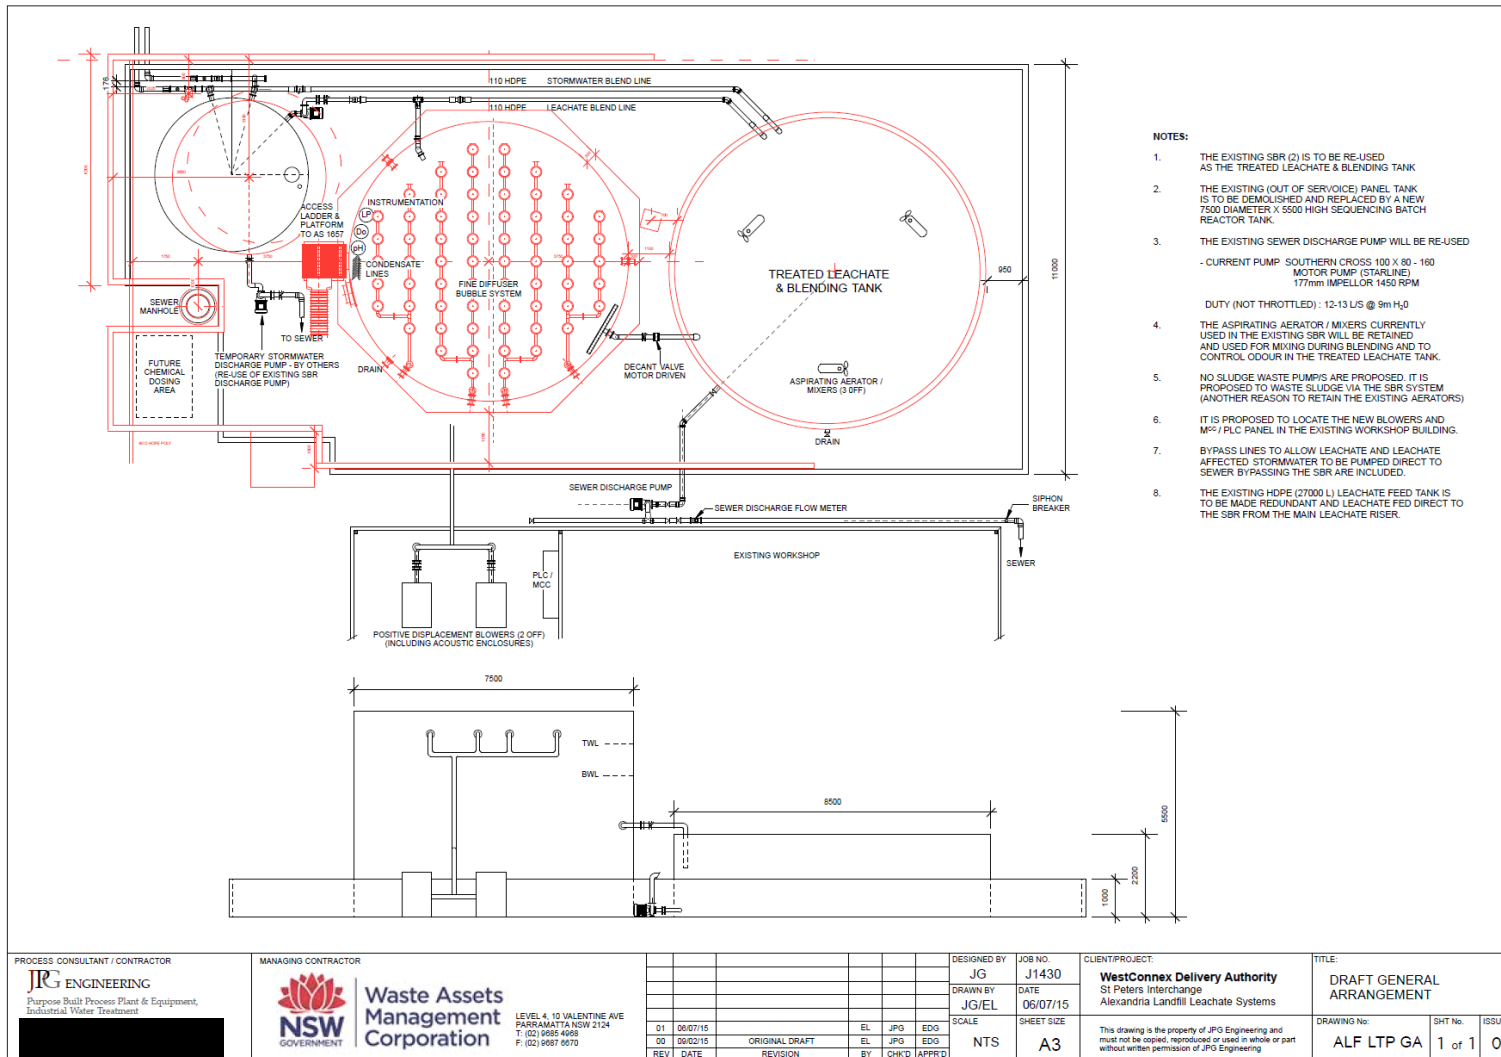 110 HDPE STORMWATER BLEND LINE
110 HDPE LEACHATE BLEND LINE
176
ACCESS
LADDER &
PLATFORM
TO AS 1657
INSTRUMENTATION
LP
Do
pH
CONDENSATE
LINES
FINE DIFFUSER
BUBBLE SYSTEM
TREATED LEACHATE
& BLENDING TANK
950
11000
1750
3750
3750
SEWER
MANHOLE
TO SEWER
TEMPORARY STORMWATER
DISCHARGE PUMP - BY OTHERS
(RE-USE OF EXISTING SBR
DISCHARGE PUMP)
DRAIN
FUTURE
CHEMICAL
DOSING
AREA
DECANT VALVE
MOTOR DRIVEN
ASPIRATING AERATOR /
MIXERS (3 OFF)
DRAIN
SEWER DISCHARGE PUMP
SEWER DISCHARGE FLOW METER
SIPHON
BREAKER
SEWER
EXISTING WORKSHOP
PLC /
MCC
POSITIVE DISPLACEMENT BLOWERS (2 OFF)
(INCLUDING ACOUSTIC ENCLOSURES)
NOTES:
1. THE EXISTING SBR (2) IS TO BE RE-USED
AS THE TREATED LEACHATE & BLENDING TANK
2. THE EXISTING (OUT OF SERVOICE) PANEL TANK
IS TO BE DEMOLISHED AND REPLACED BY A NEW
7500 DIAMETER X 5500 HIGH SEQUENCING BATCH
REACTOR TANK.
3. THE EXISTING SEWER DISCHARGE PUMP WILL BE RE-USED
- CURRENT PUMP SOUTHERN CROSS 100 X 80 - 160
MOTOR PUMP (STARLINE)
177mm IMPELLOR 1450 RPM
DUTY (NOT THROTTLED) : 12-13 L/S @ 9m H20
4. THE ASPIRATING AERATOR / MIXERS CURRENTLY
USED IN THE EXISTING SBR WILL BE RETAINED
AND USED FOR MIXING DURING BLENDING AND TO
CONTROL ODOUR IN THE TREATED LEACHATE TANK.
5. NO SLUDGE WASTE PUMP/S ARE PROPOSED. IT IS
PROPOSED TO WASTE SLUDGE VIA THE SBR SYSTEM
(ANOTHER REASON TO RETAIN THE EXISTING AERATORS)
6. IT IS PROPOSED TO LOCATE THE NEW BLOWERS AND
Mcc / PLC PANEL IN THE EXISTING WORKSHOP BUILDING.
7. BYPASS LINES TO ALLOW LEACHATE AND LEACHATE
AFFECTED STORMWATER TO BE PUMPED DIRECT TO
SEWER BYPASSING THE SBR ARE INCLUDED.
8. THE EXISTING HDPE (27000 L) LEACHATE FEED TANK IS
TO BE MADE REDUNDANT AND LEACHATE FED DIRECT TO
THE SBR FROM THE MAIN LEACHATE RISER.
7500
TWL
BWL
8500
5500
2200
1000
PROCESS CONSULTANT / CONTRACTOR
JPG ENGINEERING
Purpose Built Process Plant & Equipment,
Industrial Water Treatment
MANAGING CONTRACTOR
NSW
GOVERNMENT
Waste Assets
Management
Corporation
LEVEL 4, 10 VALENTINE AVE
PARRAMATTA NSW 2124
T: (02) 9685 4968
F: (02) 9687 6670
01 06/07/15 EL JPG EDG
00 09/02/15 ORIGINAL DRAFT EL JPG EDG
REV DATE REVISION BY CHK'D APPR'D
DESIGNED BY
JG
DRAWN BY
JG/EL
SCALE
NTS
JOB NO.
J1430
DATE
06/07/15
SHEET SIZE
A3
CLIENT/PROJECT:
WestConnex Delivery Authority
St Peters Interchange
Alexandria Landfill Leachate Systems
This drawing is the property of JPG Engineering and
must not be copied, reproduced or used in whole or part
without written permission of JPG Engineering
TITLE:
DRAFT GENERAL
ARRANGEMENT
DRAWING No:
ALF LTP GA
SHT No.
1 of 1
ISSU
0